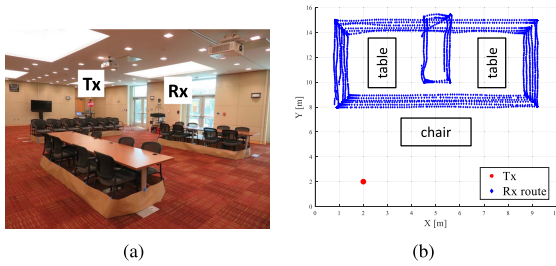 Tx
Rx
(a)
16
14
12
10
8
6
4
2
0
Y [m]
table
table
chair
Tx
Rx route
0 1 2 3 4 5 6 7 8 9
X [m]
(b)